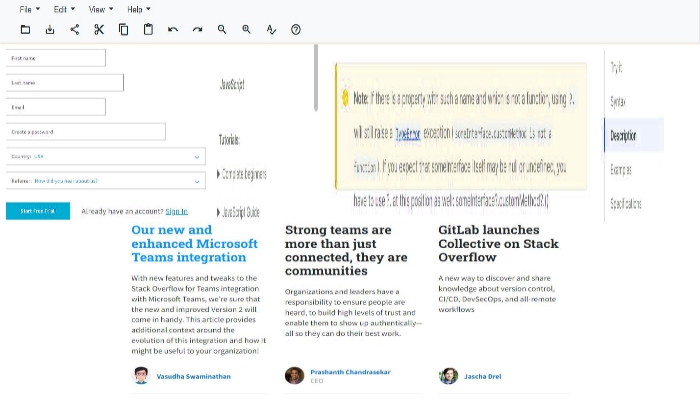 File Edit View Help
First name
Last name
Email
Create a password
Country: USA
Referrer: How did you hear about us?
Start Free Trial
Already have an account? Sign In
JavaScript
Tutorials:
Complete beginners
JavaScript Guide
Note: If there is a property with such a name and which is not a function, using ?.
will still raise a TypeError exception (someInterface.customMethod is not a
function). If you expect that someInterface itself may be null or undefined, you
have to use ?. at this position as well: someInterface?.customMethod?.()
Try it
Syntax
Description
Examples
Specifications
Our new and
enhanced Microsoft
Teams integration
With new features and tweaks to the
Stack Overflow for Teams integration
with Microsoft Teams, we're sure that
the new and improved Version 2 will
come in handy. This article provides
additional context around the
evolution of this integration and how it
might be useful to your organization!
Vasudha Swaminathan
Strong teams are
more than just
connected, they are
communities
Organizations and leaders have a
responsibility to ensure people are
heard, to build high levels of trust and
enable them to show up authentically—
all so they can do their best work.
Prashanth Chandrasekar
CEO
GitLab launches
Collective on Stack
Overflow
A new way to discover and share
knowledge about version control,
CI/CD, DevSecOps, and all-remote
workflows
Jascha Drel